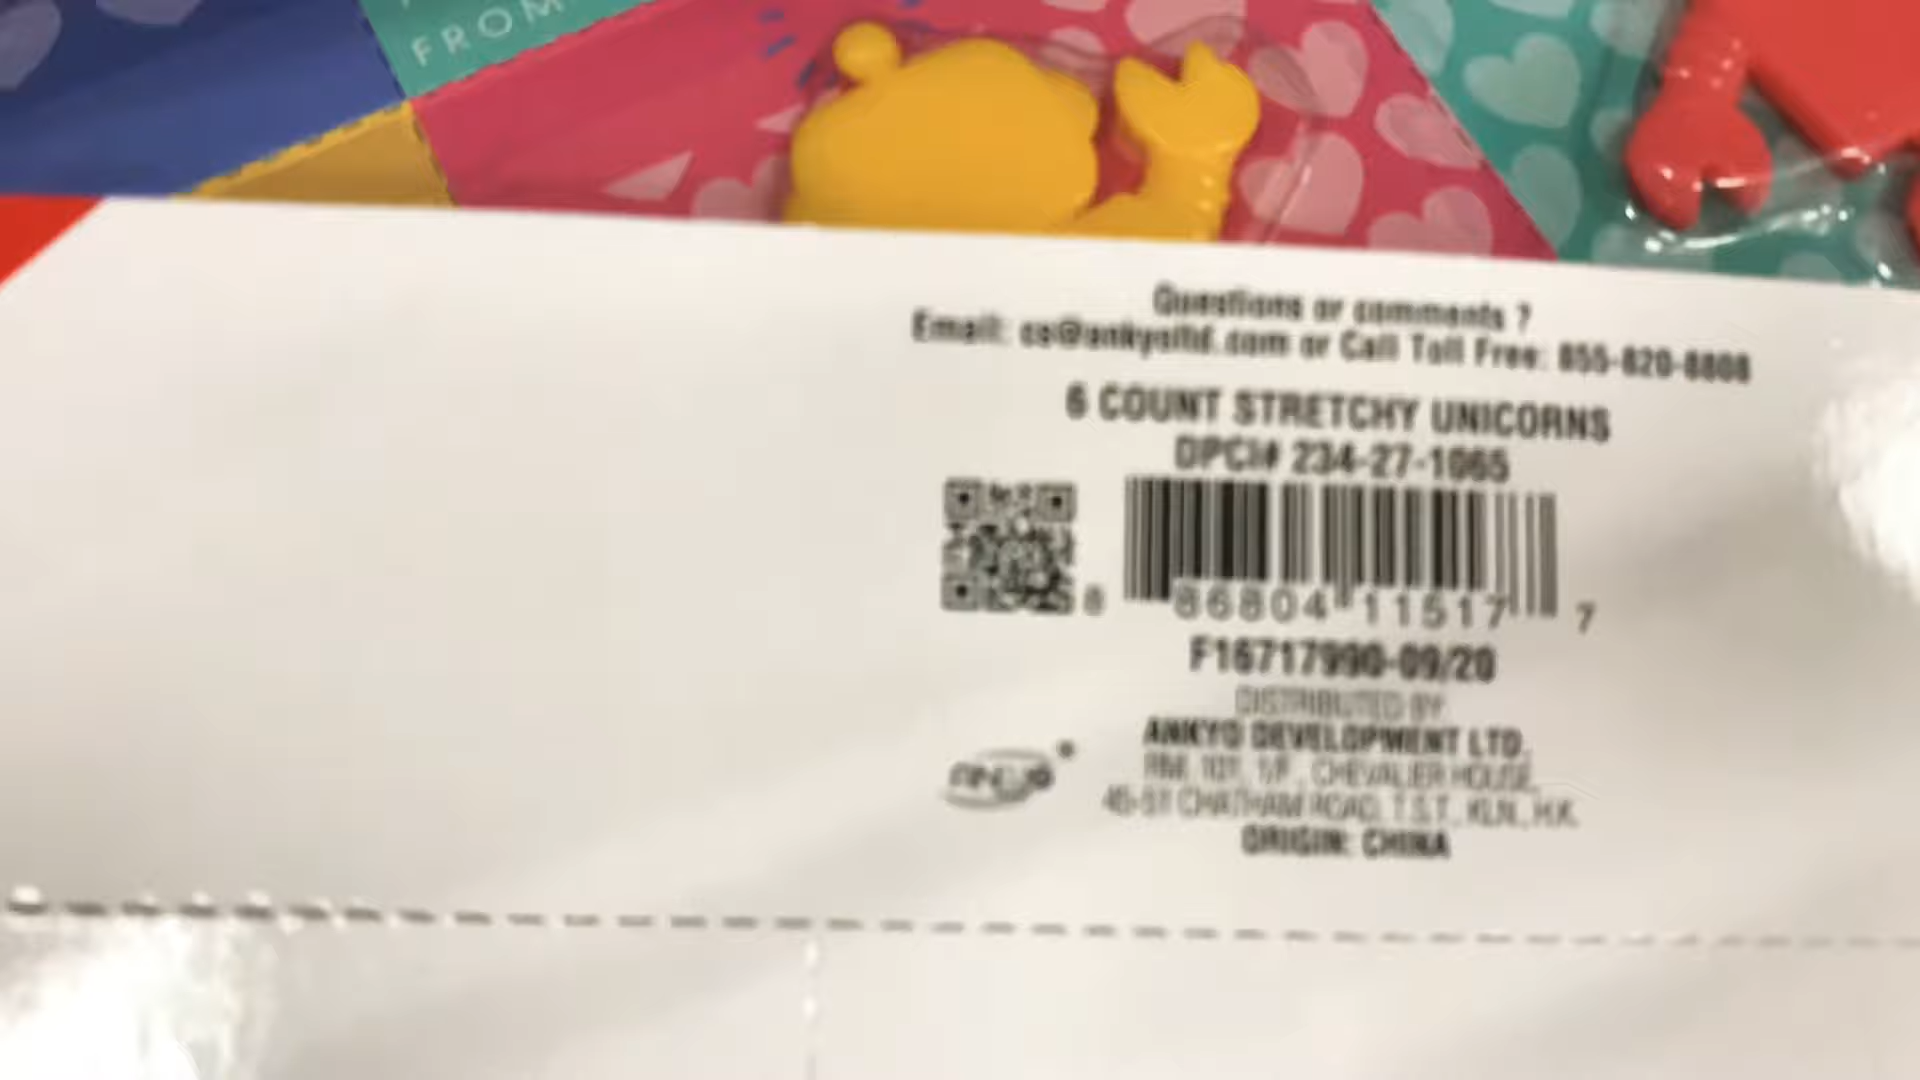 FROM
Questions or comments ?
Email: cs@ankyoltd.com or Call Toll Free: 855-820-8808
6 COUNT STRETCHY UNICORNS
DPCI# 234-27-1065
8 86804 11517 7
F16717990-09/20
DISTRIBUTED BY
ANKYO DEVELOPMENT LTD.
RM. 101, 1/F., CHEVALIER HOUSE,
45-51 CHATHAM ROAD, T.S.T., KLN., H.K.
ORIGIN: CHINA